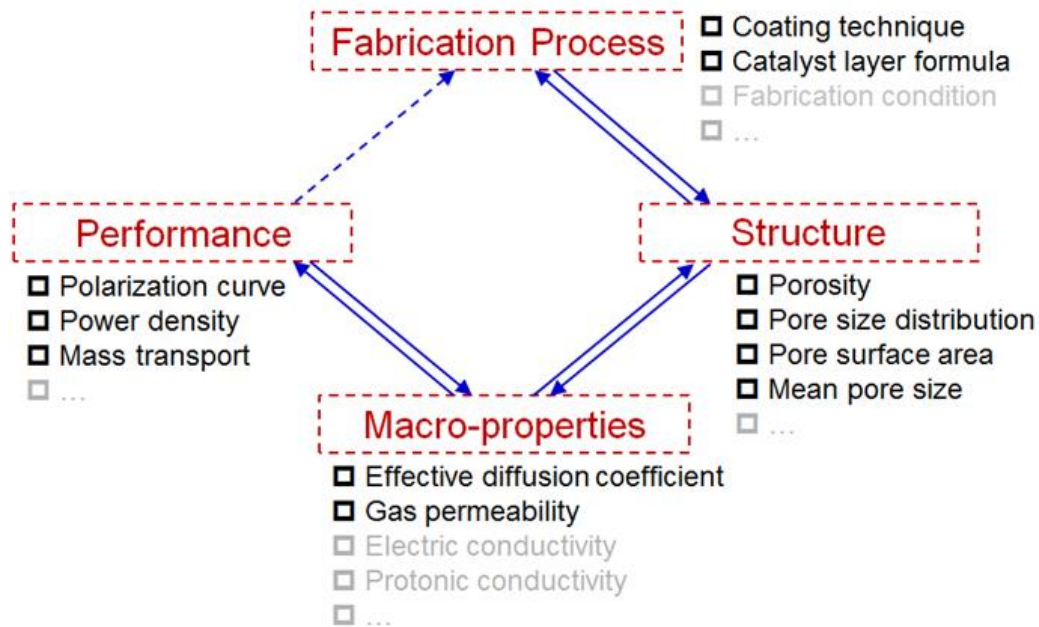 Fabrication Process
Coating technique
Catalyst layer formula
Fabrication condition
...
Performance
Polarization curve
Power density
Mass transport
...
Structure
Porosity
Pore size distribution
Pore surface area
Mean pore size
...
Macro-properties
Effective diffusion coefficient
Gas permeability
Electric conductivity
Protonic conductivity
...